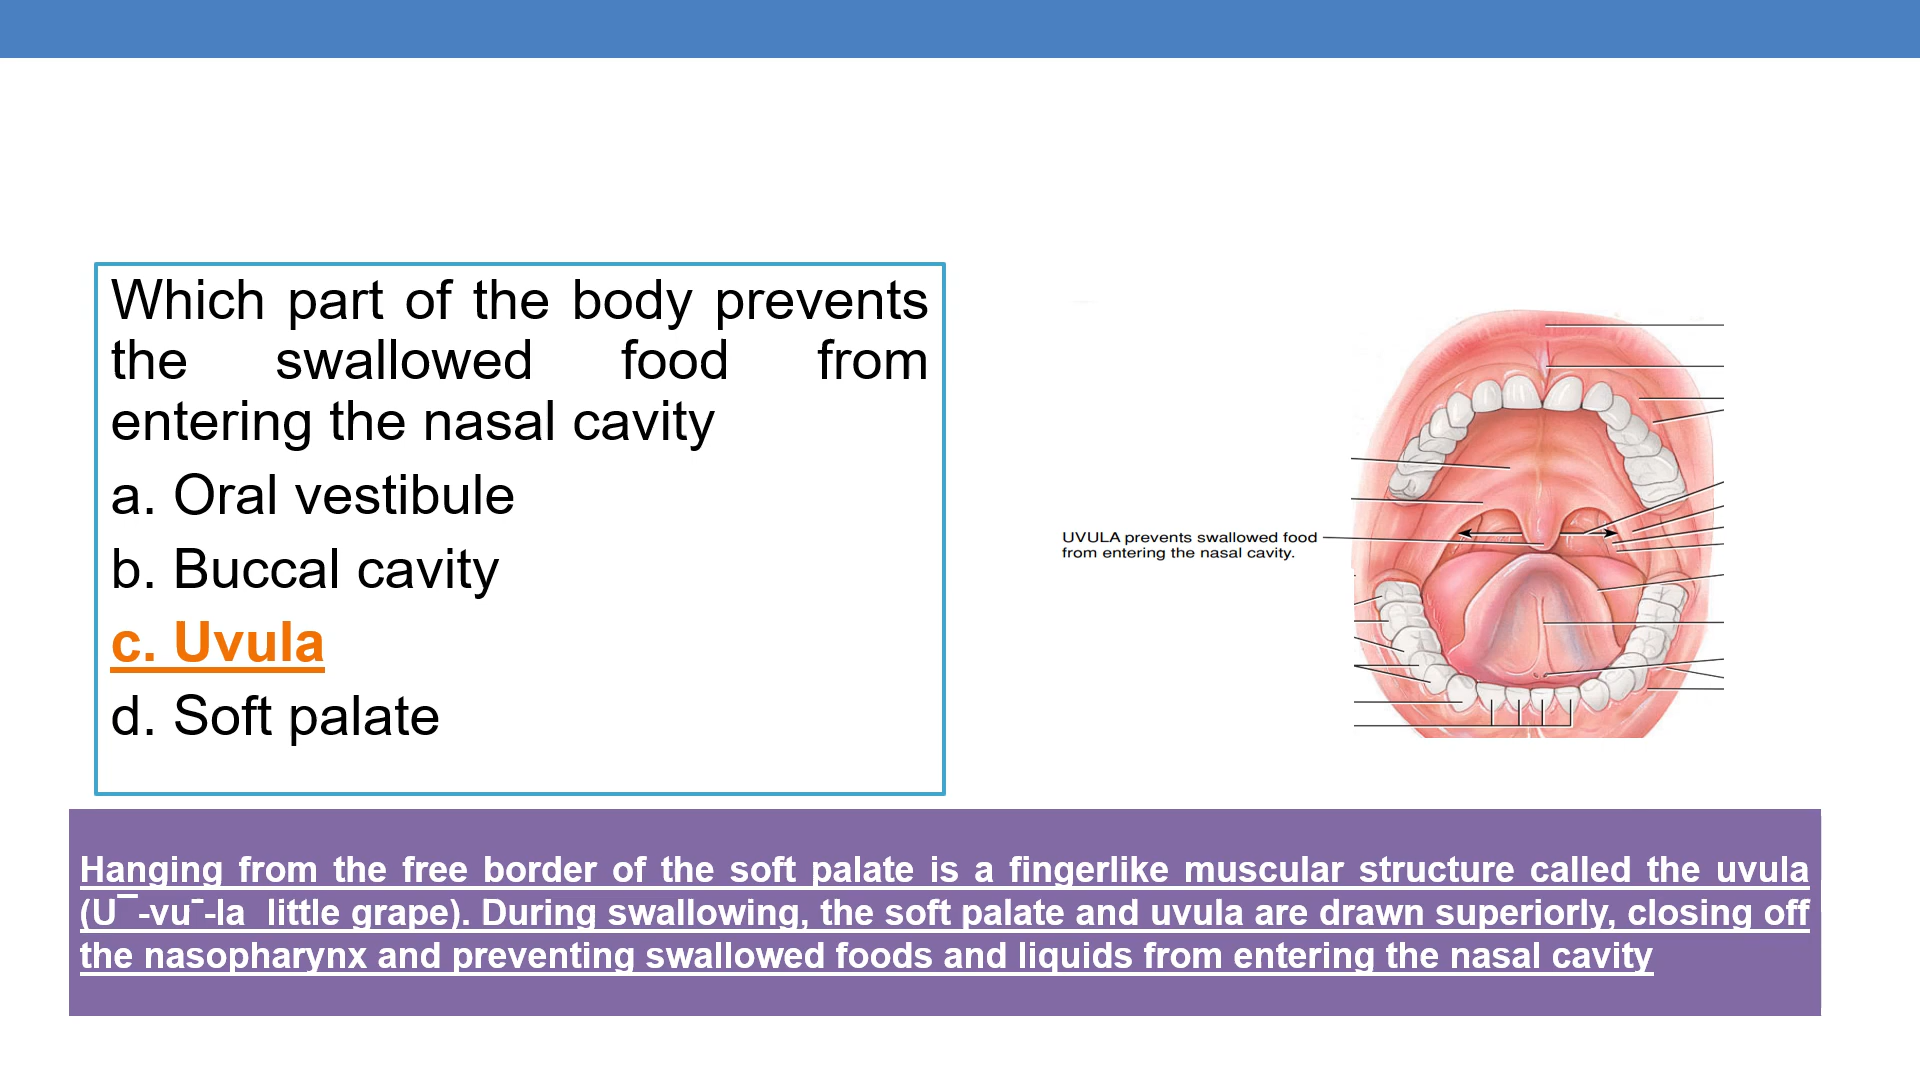 Which part of the body prevents
the swallowed food from
entering the nasal cavity
a. Oral vestibule
b. Buccal cavity
c. Uvula
d. Soft palate
UVULA prevents swallowed food
from entering the nasal cavity.
Hanging from the free border of the soft palate is a fingerlike muscular structure called the uvula
(U¯-vuˉ-la little grape). During swallowing, the soft palate and uvula are drawn superiorly, closing off
the nasopharynx and preventing swallowed foods and liquids from entering the nasal cavity